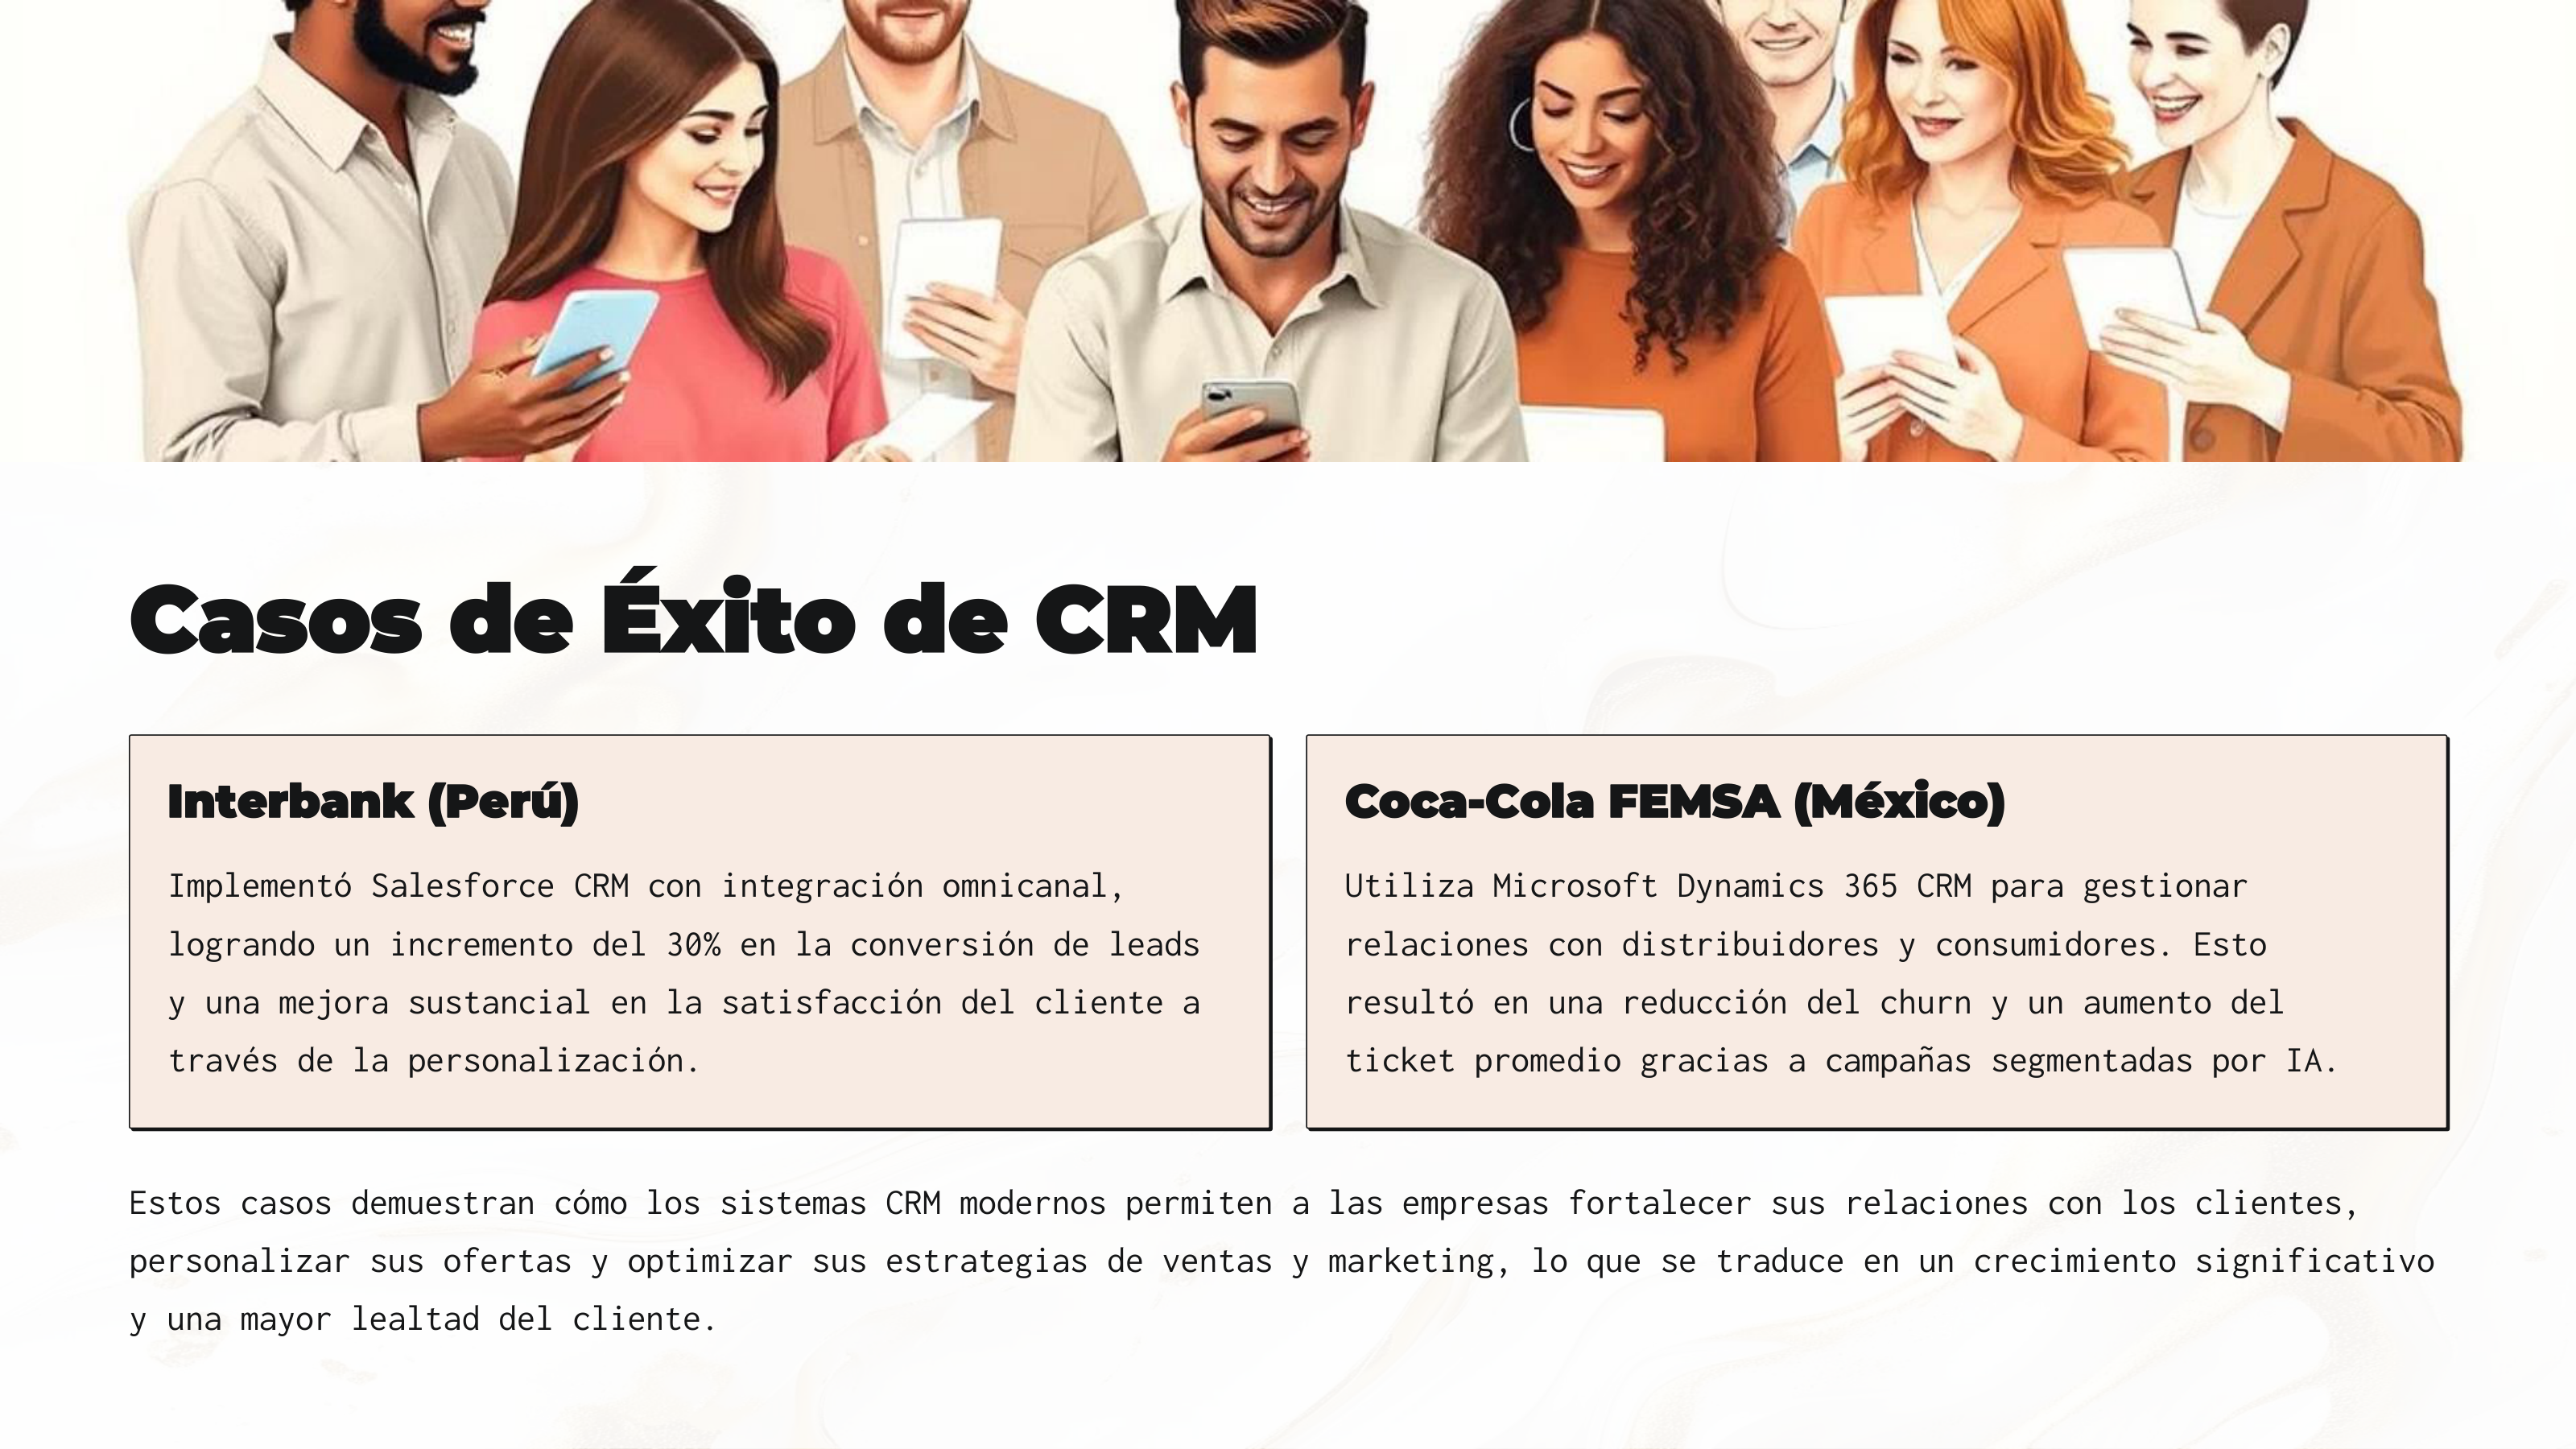 Casos de Éxito de CRM
Interbank (Perú)
Implementó Salesforce CRM con integración omnicanal,
logrando un incremento del 30% en la conversión de leads
y una mejora sustancial en la satisfacción del cliente a
través de la personalización.
Coca-Cola FEMSA (México)
Utiliza Microsoft Dynamics 365 CRM para gestionar
relaciones con distribuidores y consumidores. Esto
resultó en una reducción del churn y un aumento del
ticket promedio gracias a campañas segmentadas por IA.
Estos casos demuestran cómo los sistemas CRM modernos permiten a las empresas fortalecer sus relaciones con los clientes,
personalizar sus ofertas y optimizar sus estrategias de ventas y marketing, lo que se traduce en un crecimiento significativo
y una mayor lealtad del cliente.